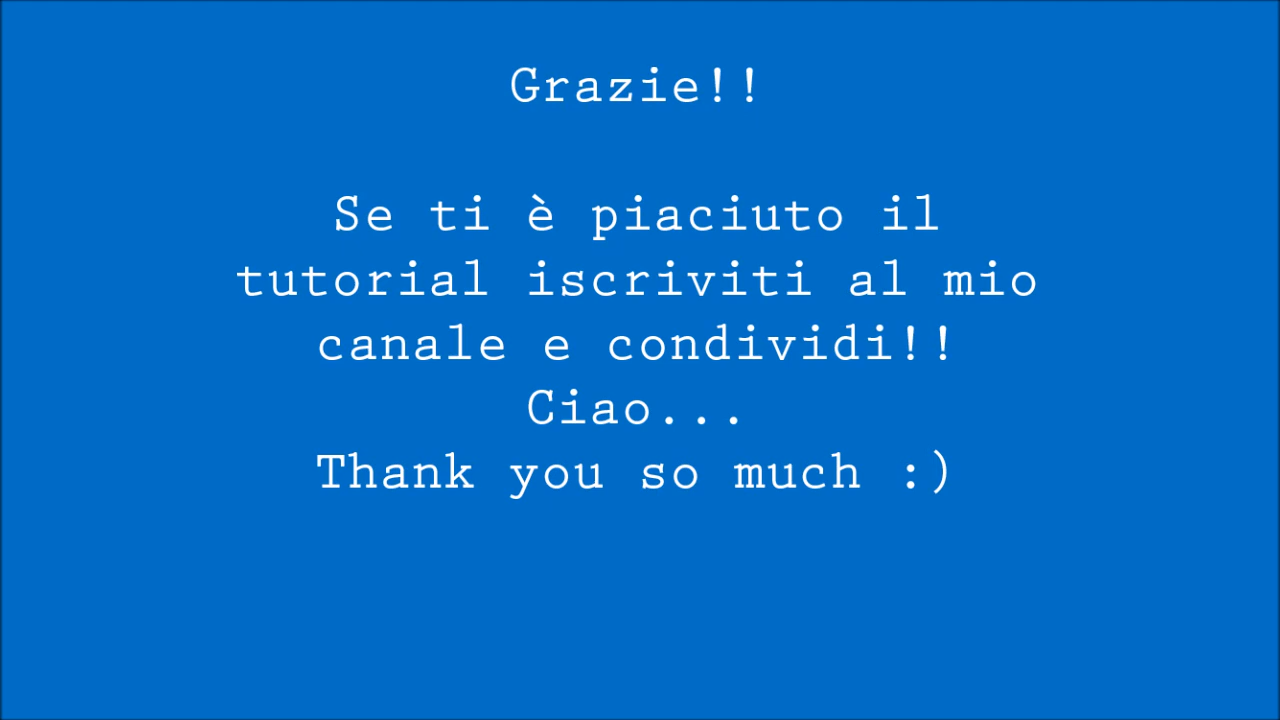 Grazie!!
Se ti è piaciuto il
tutorial iscriviti al mio
canale e condividi!!
Ciao...
Thank you so much :)